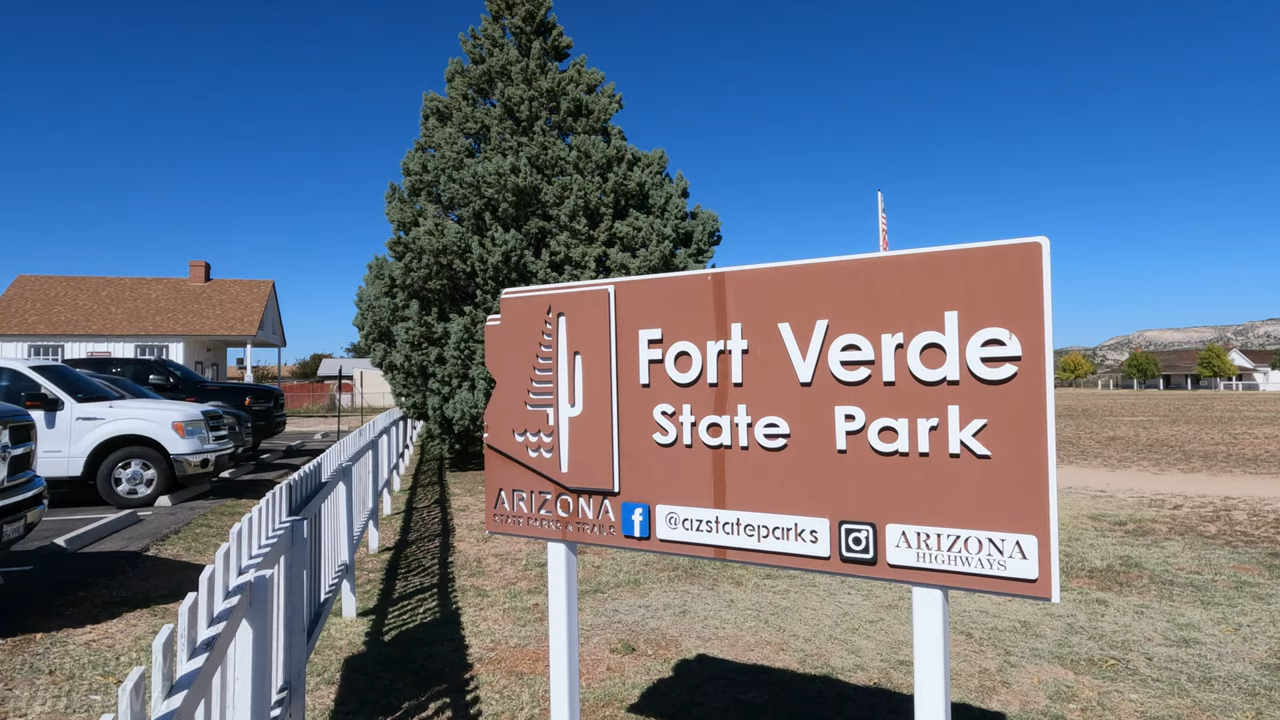 Fort Verde
State Park
ARIZONA
STATE PARKS & TRAILS
@azstateparks
ARIZONA
HIGHWAYS